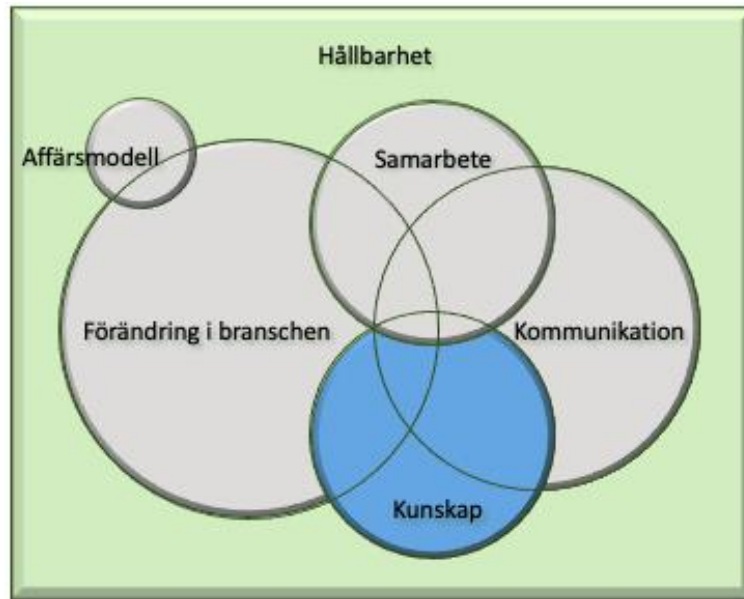 Hållbarhet
Affärsmodell
Samarbete
Förändring i branschen
Kommunikation
Kunskap